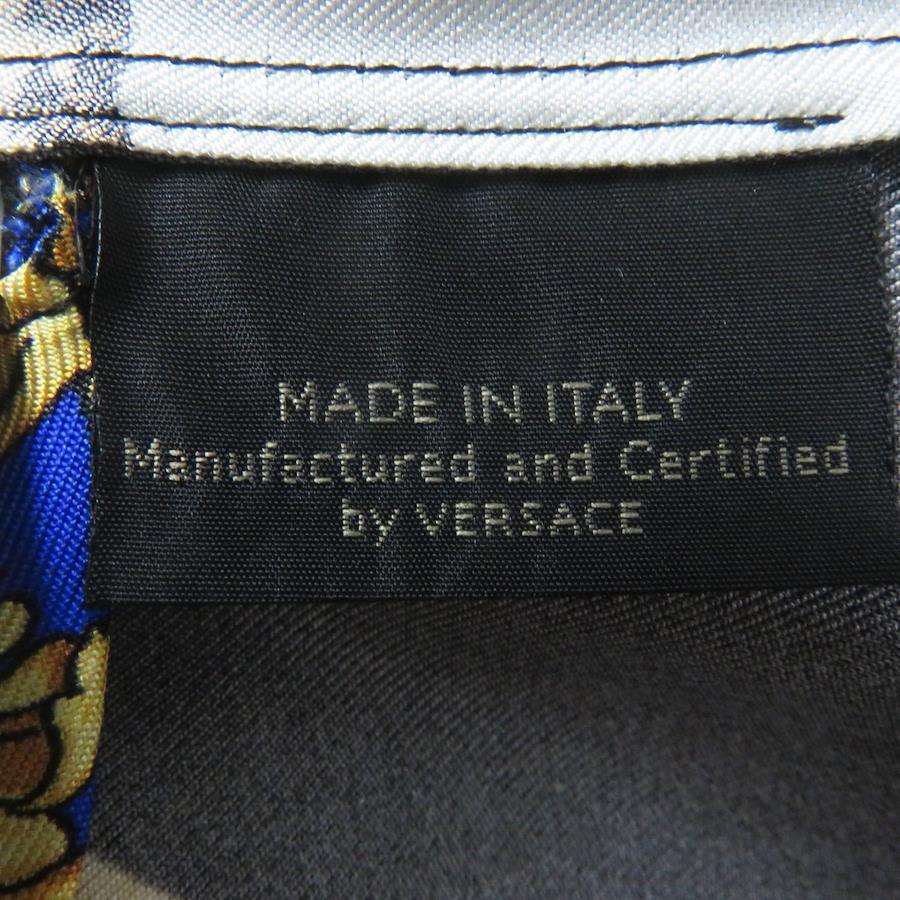 MADE IN ITALY
Manufactured and Certified
by VERSACE